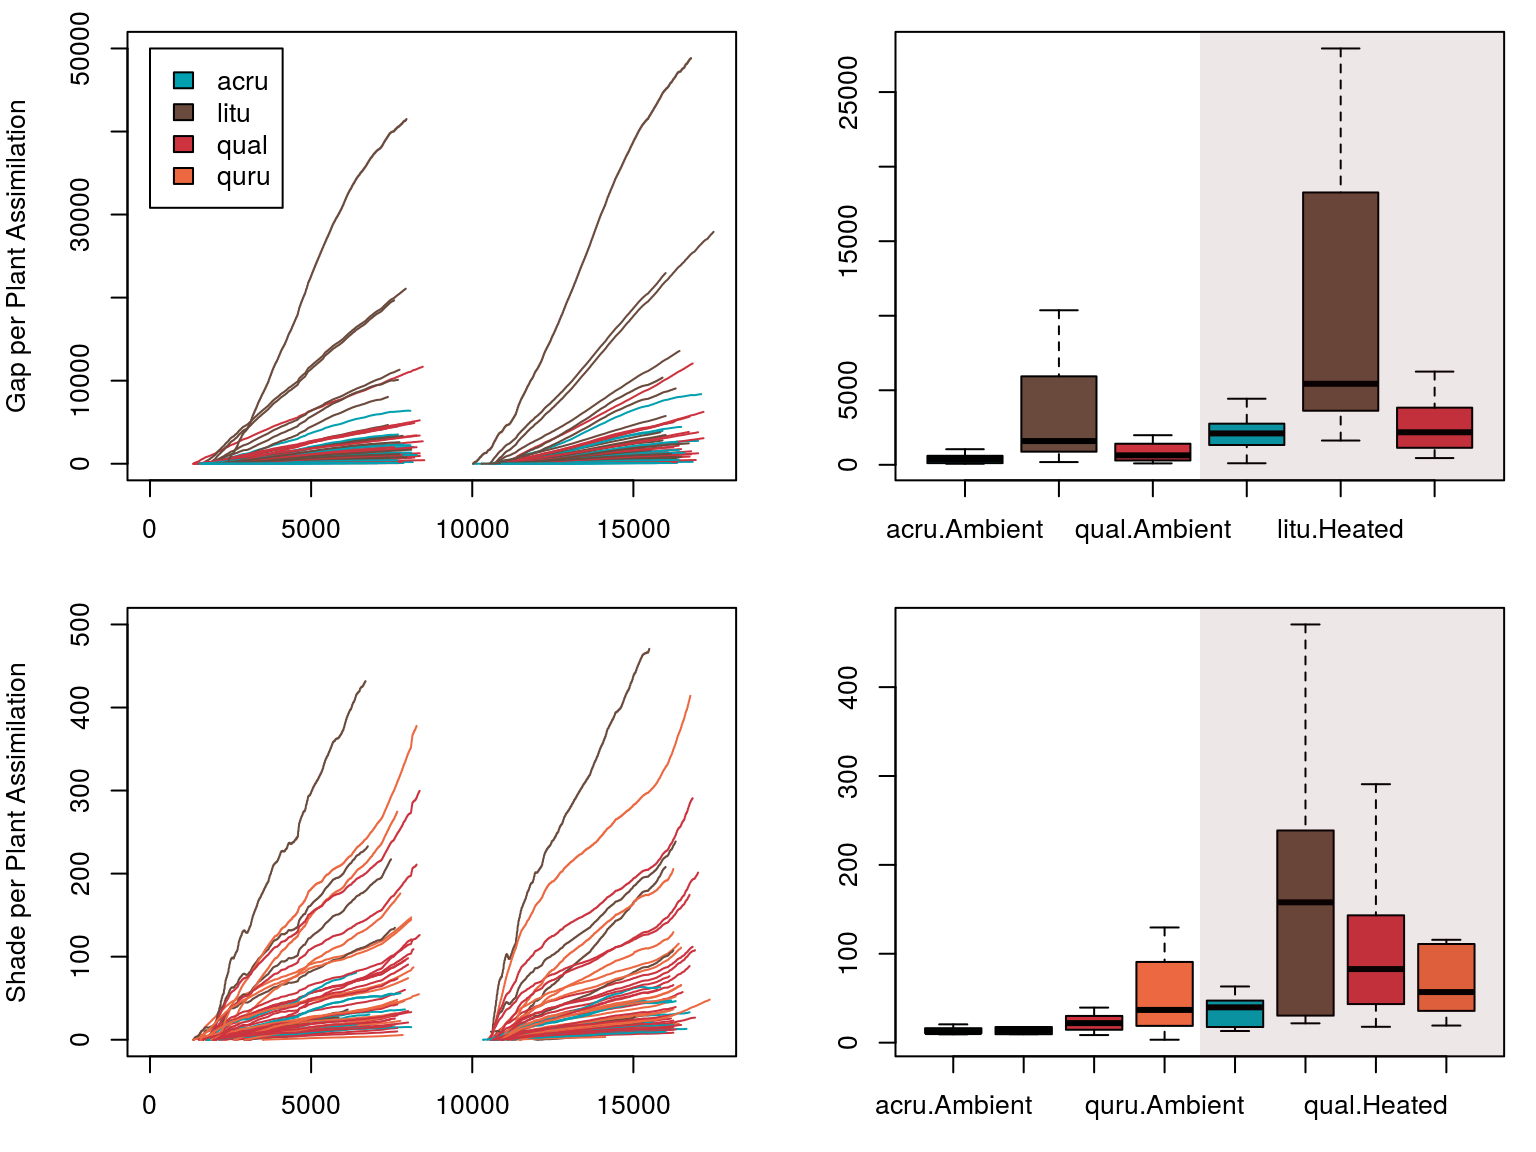 Gap per Plant Assimilation
0
10000
30000
50000
acru
litu
qual
quru
0
5000
10000
15000
0
5000
15000
25000
acru.Ambient
qual.Ambient
litu.Heated
Shade per Plant Assimilation
0
100
200
300
400
500
0
5000
10000
15000
0
100
200
300
400
acru.Ambient
quru.Ambient
qual.Heated